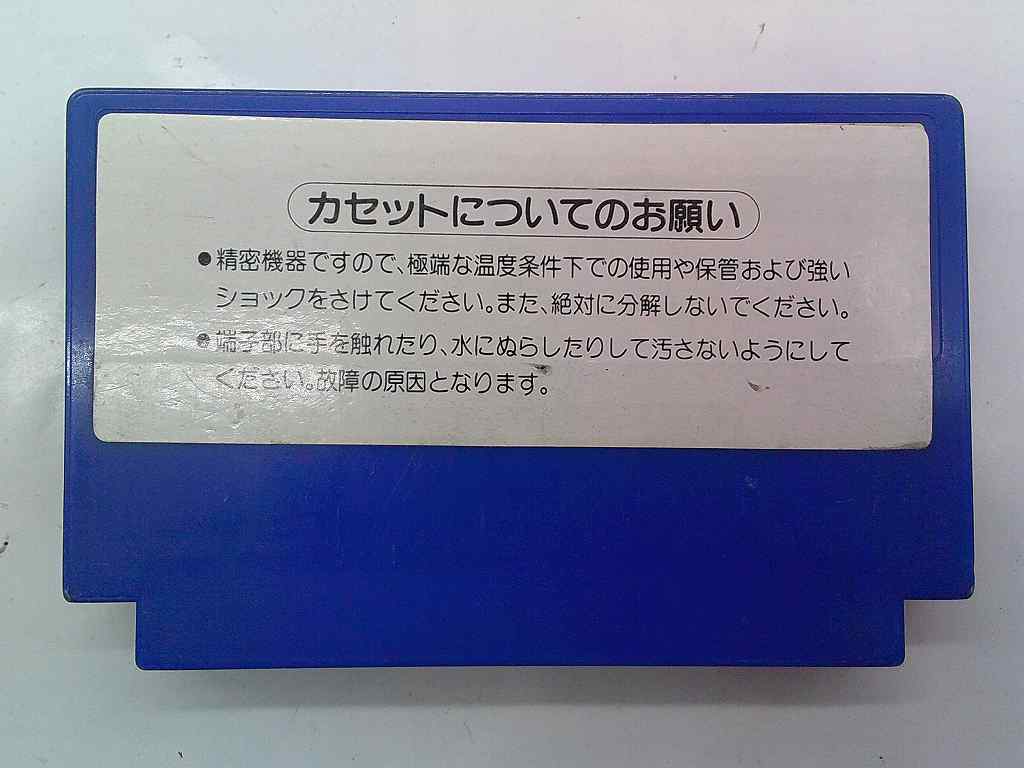 カセットについてのお願い
●精密機器ですので、極端な温度条件下での使用や保管および強い
ショックをさけてください。また、絶対に分解しないでください。
●端子部に手を触れたり、水にぬらしたりして汚さないようにして
ください。故障の原因となります。